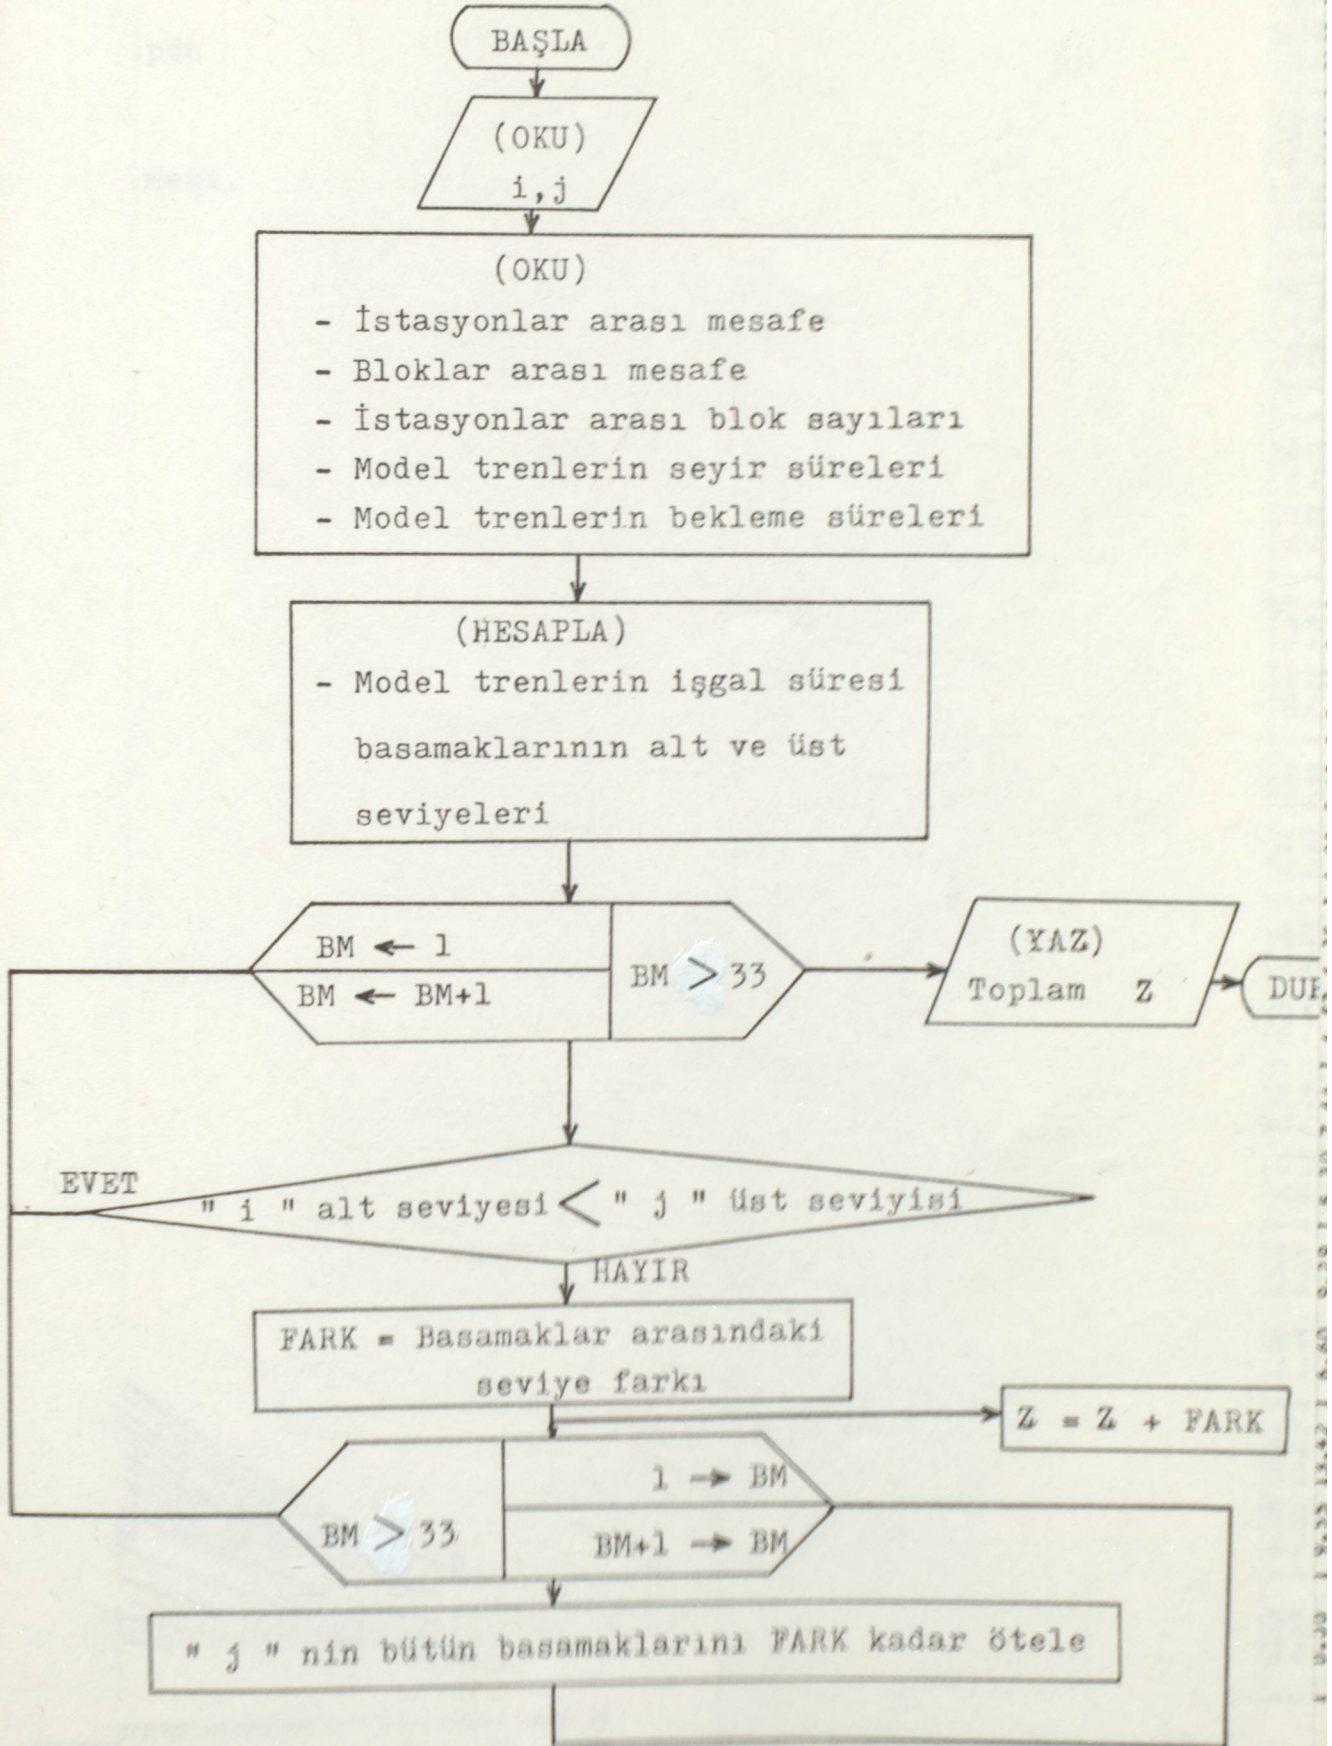 BAŞLA
(OKU)
i,j
(OKU)
- İstasyonlar arası mesafe
- Bloklar arası mesafe
- İstasyonlar arası blok sayıları
- Model trenlerin seyir süreleri
- Model trenlerin bekleme süreleri
(HESAPLA)
- Model trenlerin işgal süresi
basamaklarının alt ve üst
seviyeleri
BM ← 1
BM ← BM+1
BM > 33
(YAZ)
Toplam Z
EVET
" i " alt seviyesi < " j " üst seviyisi
HAYIR
FARK = Basamaklar arasındaki
seviye farkı
Z = Z + FARK
BM > 33
1 → BM
BM+1 → BM
" j " nin bütün basamaklarını FARK kadar ötele